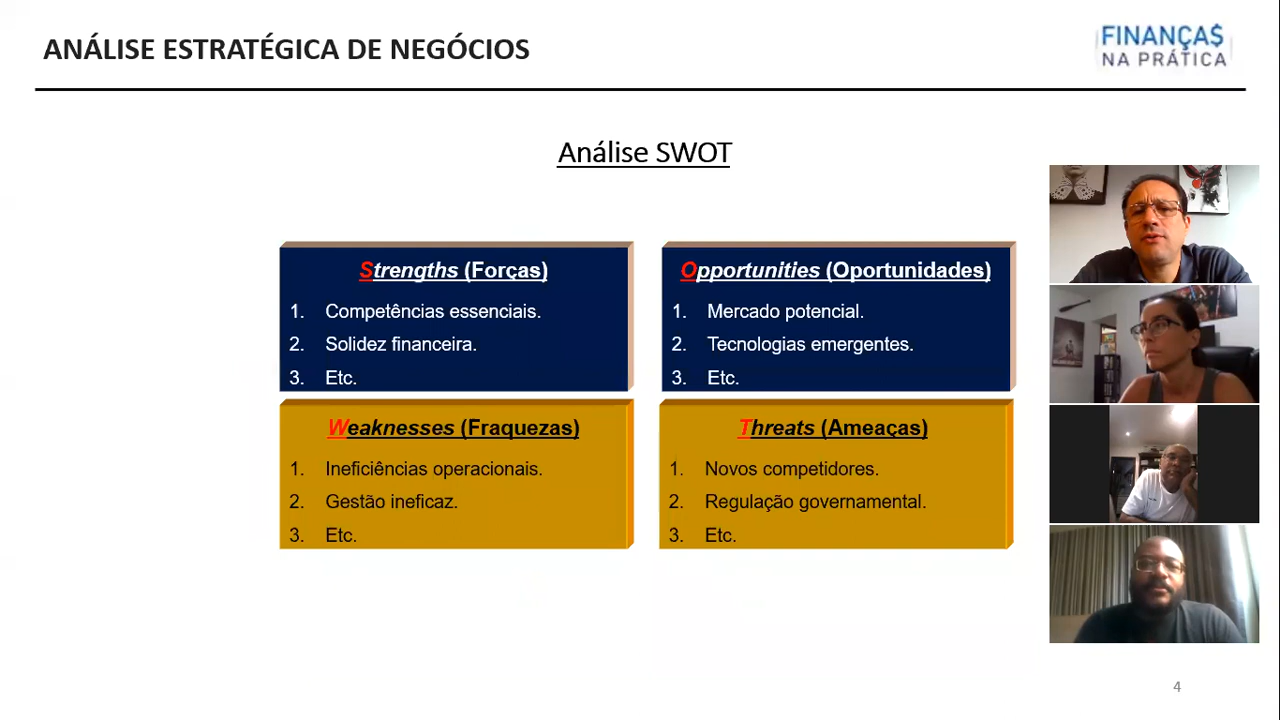 ANÁLISE ESTRATÉGICA DE NEGÓCIOS
FINANÇA$
NA PRÁTICA
Análise SWOT
Strengths (Forças)
1. Competências essenciais.
2. Solidez financeira.
3. Etc.
Opportunities (Oportunidades)
1. Mercado potencial.
2. Tecnologias emergentes.
3. Etc.
Weaknesses (Fraquezas)
1. Ineficiências operacionais.
2. Gestão ineficaz.
3. Etc.
Threats (Ameaças)
1. Novos competidores.
2. Regulação governamental.
3. Etc.
4